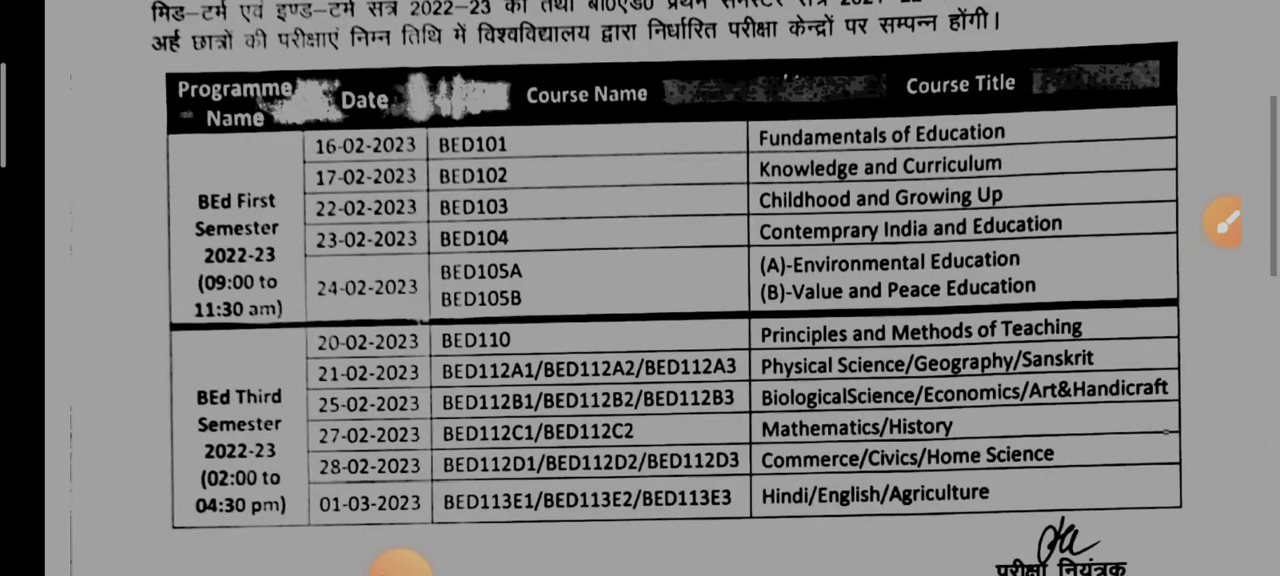 मिड-टर्म एवं इण्ड-टर्म सत्र 2022-23 की तथा बी0एड0 प्रथम
अर्ह छात्रों की परीक्षाएं निम्न तिथि में विश्वविद्यालय द्वारा निर्धारित परीक्षा केन्द्रों पर सम्पन्न होंगी।
Programme Name Date Course Name Course Title
BEd First Semester 2022-23 (09:00 to 11:30 am)
16-02-2023 BED101 Fundamentals of Education
17-02-2023 BED102 Knowledge and Curriculum
22-02-2023 BED103 Childhood and Growing Up
23-02-2023 BED104 Contemprary India and Education
24-02-2023 BED105A (A)-Environmental Education
BED105B (B)-Value and Peace Education
BEd Third Semester 2022-23 (02:00 to 04:30 pm)
20-02-2023 BED110 Principles and Methods of Teaching
21-02-2023 BED112A1/BED112A2/BED112A3 Physical Science/Geography/Sanskrit
25-02-2023 BED112B1/BED112B2/BED112B3 BiologicalScience/Economics/Art&Handicraft
27-02-2023 BED112C1/BED112C2 Mathematics/History
28-02-2023 BED112D1/BED112D2/BED112D3 Commerce/Civics/Home Science
01-03-2023 BED113E1/BED113E2/BED113E3 Hindi/English/Agriculture
परीक्षा नियंत्रक